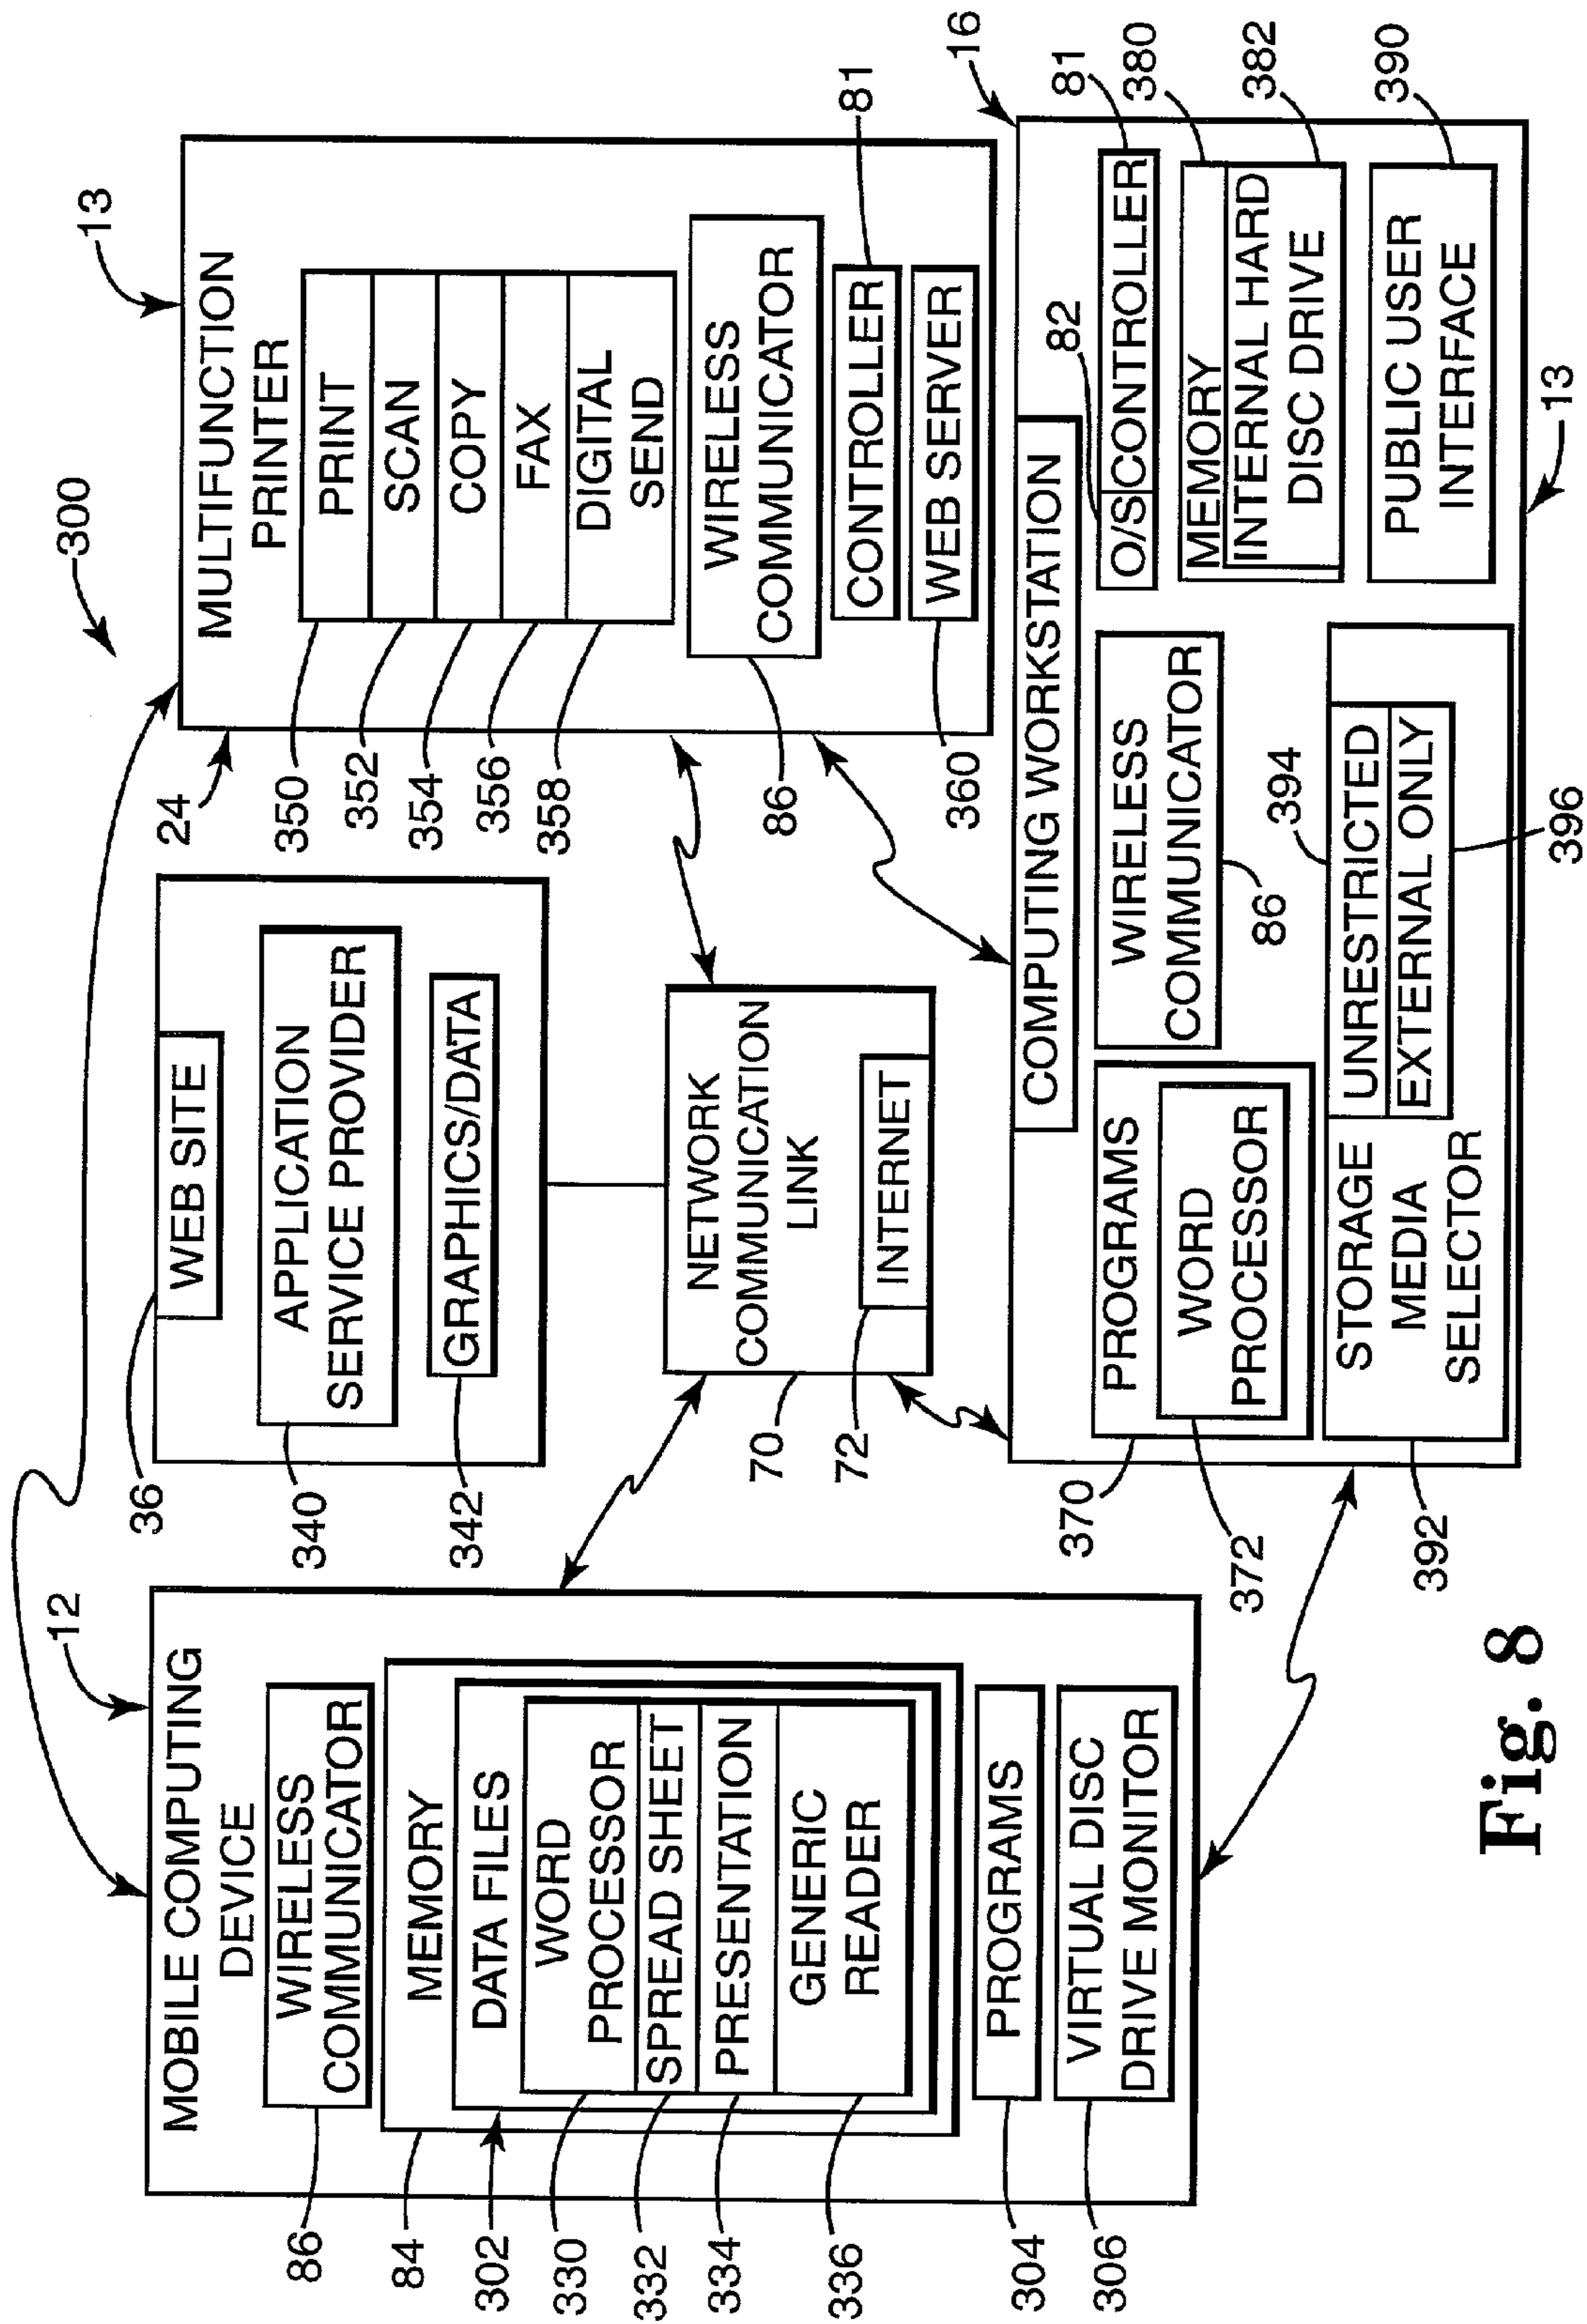 300
12
MOBILE COMPUTING
DEVICE
WIRELESS
COMMUNICATOR
MEMORY
DATA FILES
WORD
PROCESSOR
SPREAD SHEET
PRESENTATION
GENERIC
READER
PROGRAMS
VIRTUAL DISC
DRIVE MONITOR
86
84
302
330
332
334
336
304
306
36
WEB SITE
APPLICATION
SERVICE PROVIDER
GRAPHICS/DATA
340
342
NETWORK
COMMUNICATION
LINK
INTERNET
70
72
13
24
MULTIFUNCTION
PRINTER
PRINT
SCAN
COPY
FAX
DIGITAL
SEND
WIRELESS
COMMUNICATOR
CONTROLLER
WEB SERVER
350
352
354
356
358
86
360
81
16
COMPUTING WORKSTATION
PROGRAMS
WORD
PROCESSOR
370
372
WIRELESS
COMMUNICATOR
86
82
O/S
CONTROLLER
81
MEMORY
380
INTERNAL HARD
DISC DRIVE
382
PUBLIC USER
INTERFACE
390
STORAGE
MEDIA
SELECTOR
392
UNRESTRICTED
EXTERNAL ONLY
394
396
13
Fig. 8